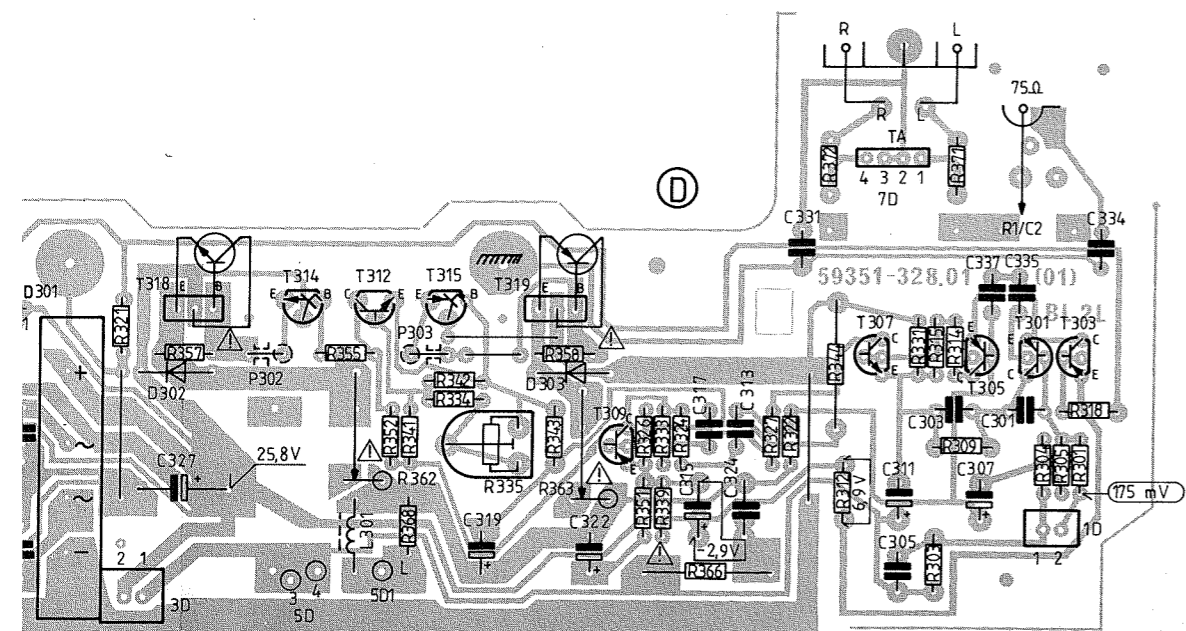 R
L
75Ω
R
L
TA
R372
R371
4 3 2 1
7D
D
C331
C334
R1/C2
59351-328.01 (01)
C337
C335
T318
E
B
T314
T312
T315
T319
E
B
D301
E
B
C
E
E
B
R321
P303
T307
C
E
R331
R315
R314
E
C
T301
T303
E
C
C
E
R357
P302
R355
R358
R344
D302
R342
R334
D303
T305
C317
C313
C303
C301
R318
+
T309
C
E
R326
R333
R324
R327
R322
R309
R352
R341
R343
~
C327
+
25,8V
R362
R335
R363
C315
C324
R312
6,9V
C311
C307
R304
R305
R301
175 mV
~
R351
R339
L301
R368
C319
C322
+
+
+
+
+
1D
1 2
-2,9V
C305
R303
−
2 1
3D
R366
3 4
5D
5D1
L